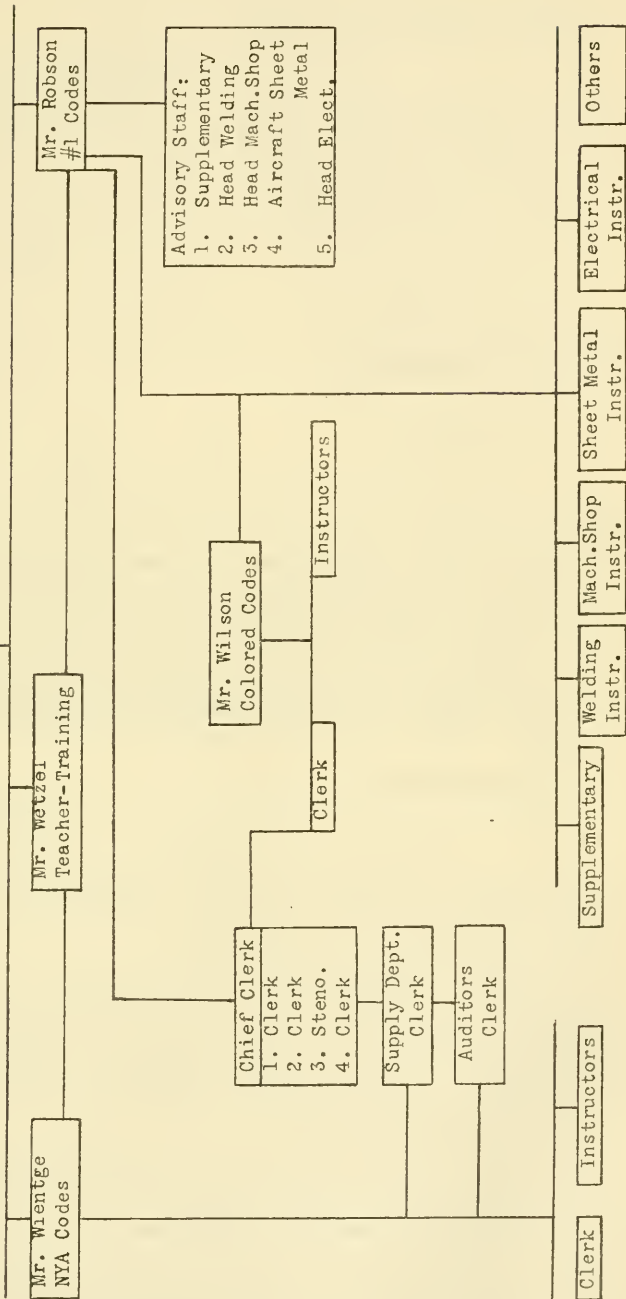 Mr. Wientge
NYA Codes
Mr. Wetzel
Teacher-Training
Mr. Robson
#1 Codes
Advisory Staff:
1. Supplementary
2. Head Welding
3. Head Mach.Shop
4. Aircraft Sheet
Metal
5. Head Elect.
Mr. Wilson
Colored Codes
Clerk
Instructors
Chief Clerk
1. Clerk
2. Clerk
3. Steno.
4. Clerk
Supply Dept.
Clerk
Auditors
Clerk
Clerk
Instructors
Supplementary
Welding
Instr.
Mach.Shop
Instr.
Sheet Metal
Instr.
Electrical
Instr.
Others